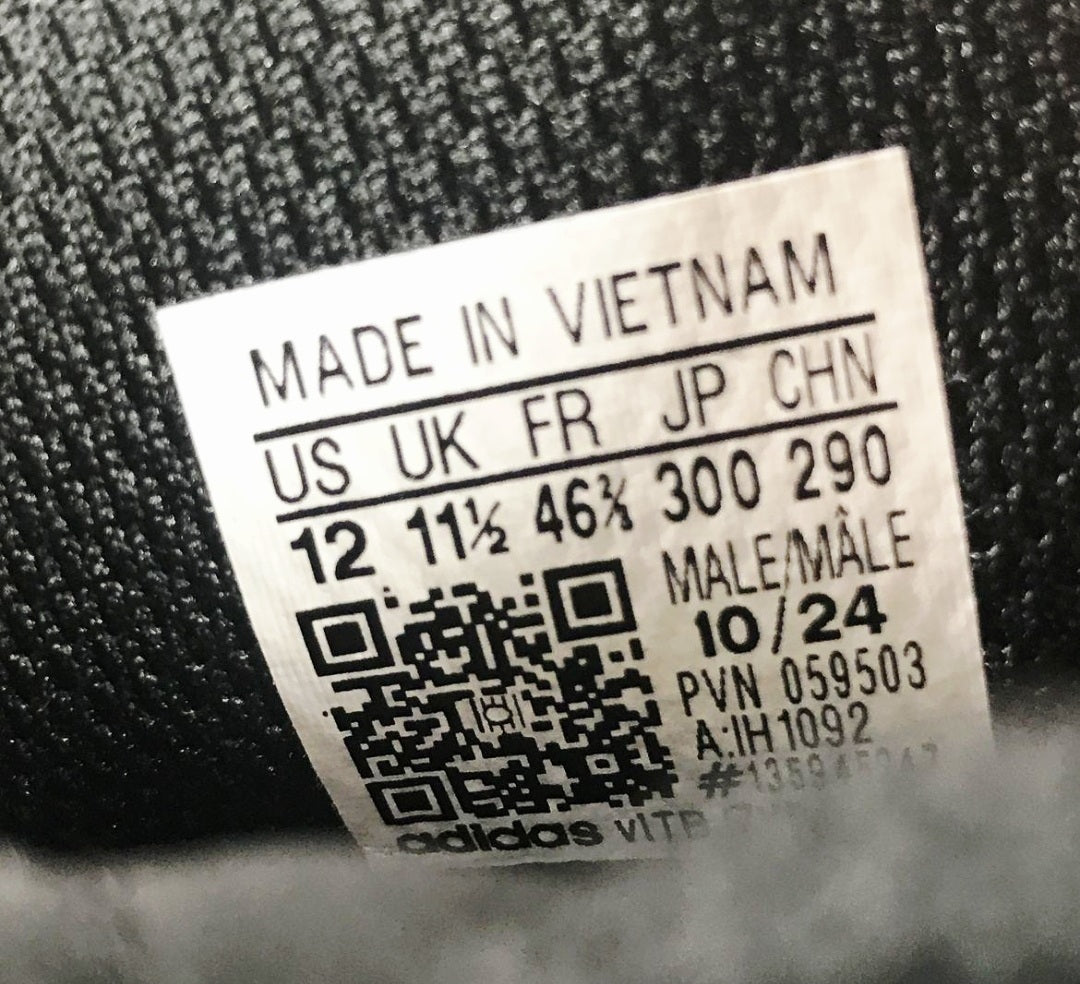 MADE IN VIETNAM
US UK FR JP CHN
12 11½ 46⅔ 300 290
MALE/MÂLE
10/24
PVN 059503
A:IH1092
adidas